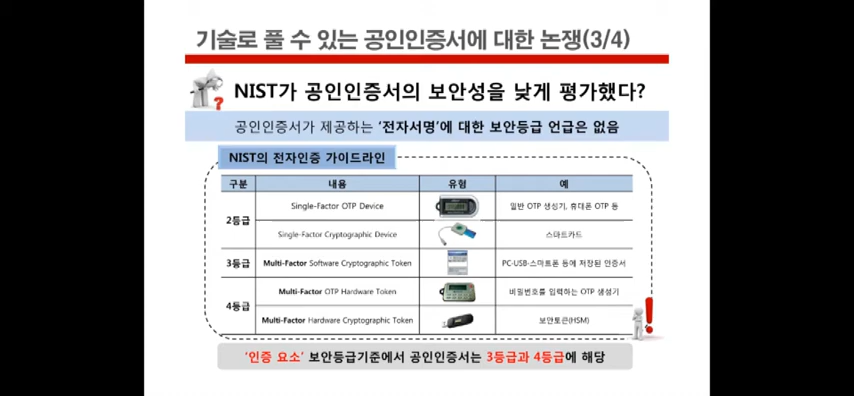 기술로 풀 수 있는 공인인증서에 대한 논쟁(3/4)
NIST가 공인인증서의 보안성을 낮게 평가했다?
공인인증서가 제공하는 '전자서명'에 대한 보안등급 언급은 없음
NIST의 전자인증 가이드라인
구분 내용 유형 예
2등급
Single-Factor OTP Device 일반 OTP 생성기, 휴대폰 OTP 등
Single-Factor Cryptographic Device 스마트카드
3등급 Multi-Factor Software Cryptographic Token PC·USB·스마트폰 등에 저장된 인증서
4등급
Multi-Factor OTP Hardware Token 비밀번호를 입력하는 OTP 생성기
Multi-Factor Hardware Cryptographic Token 보안토큰(HSM)
'인증 요소' 보안등급기준에서 공인인증서는 3등급과 4등급에 해당